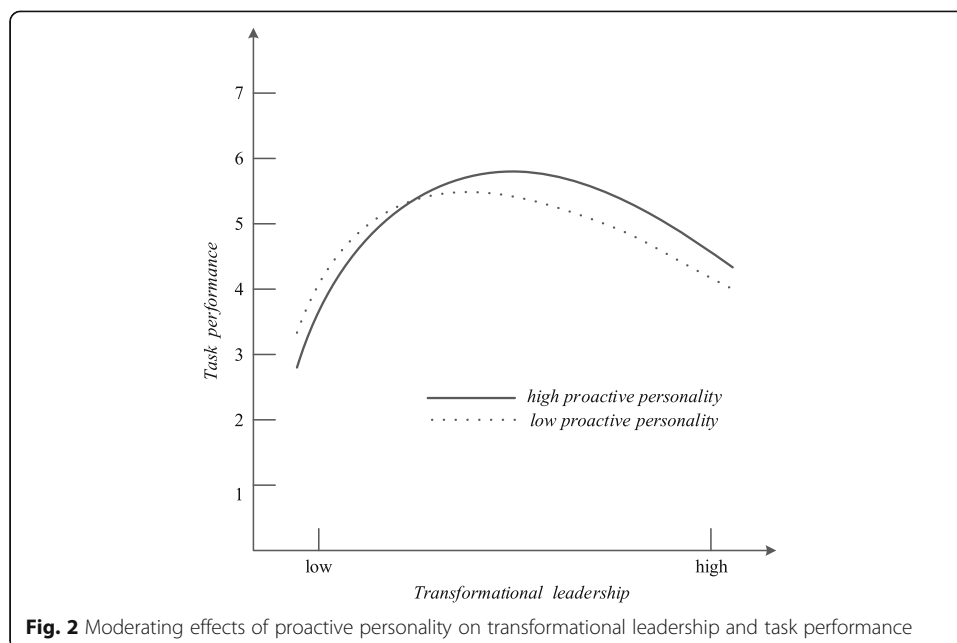 7
6
5
4
3
2
1
Task performance
high proactive personality
low proactive personality
low high
Transformational leadership
Fig. 2 Moderating effects of proactive personality on transformational leadership and task performance